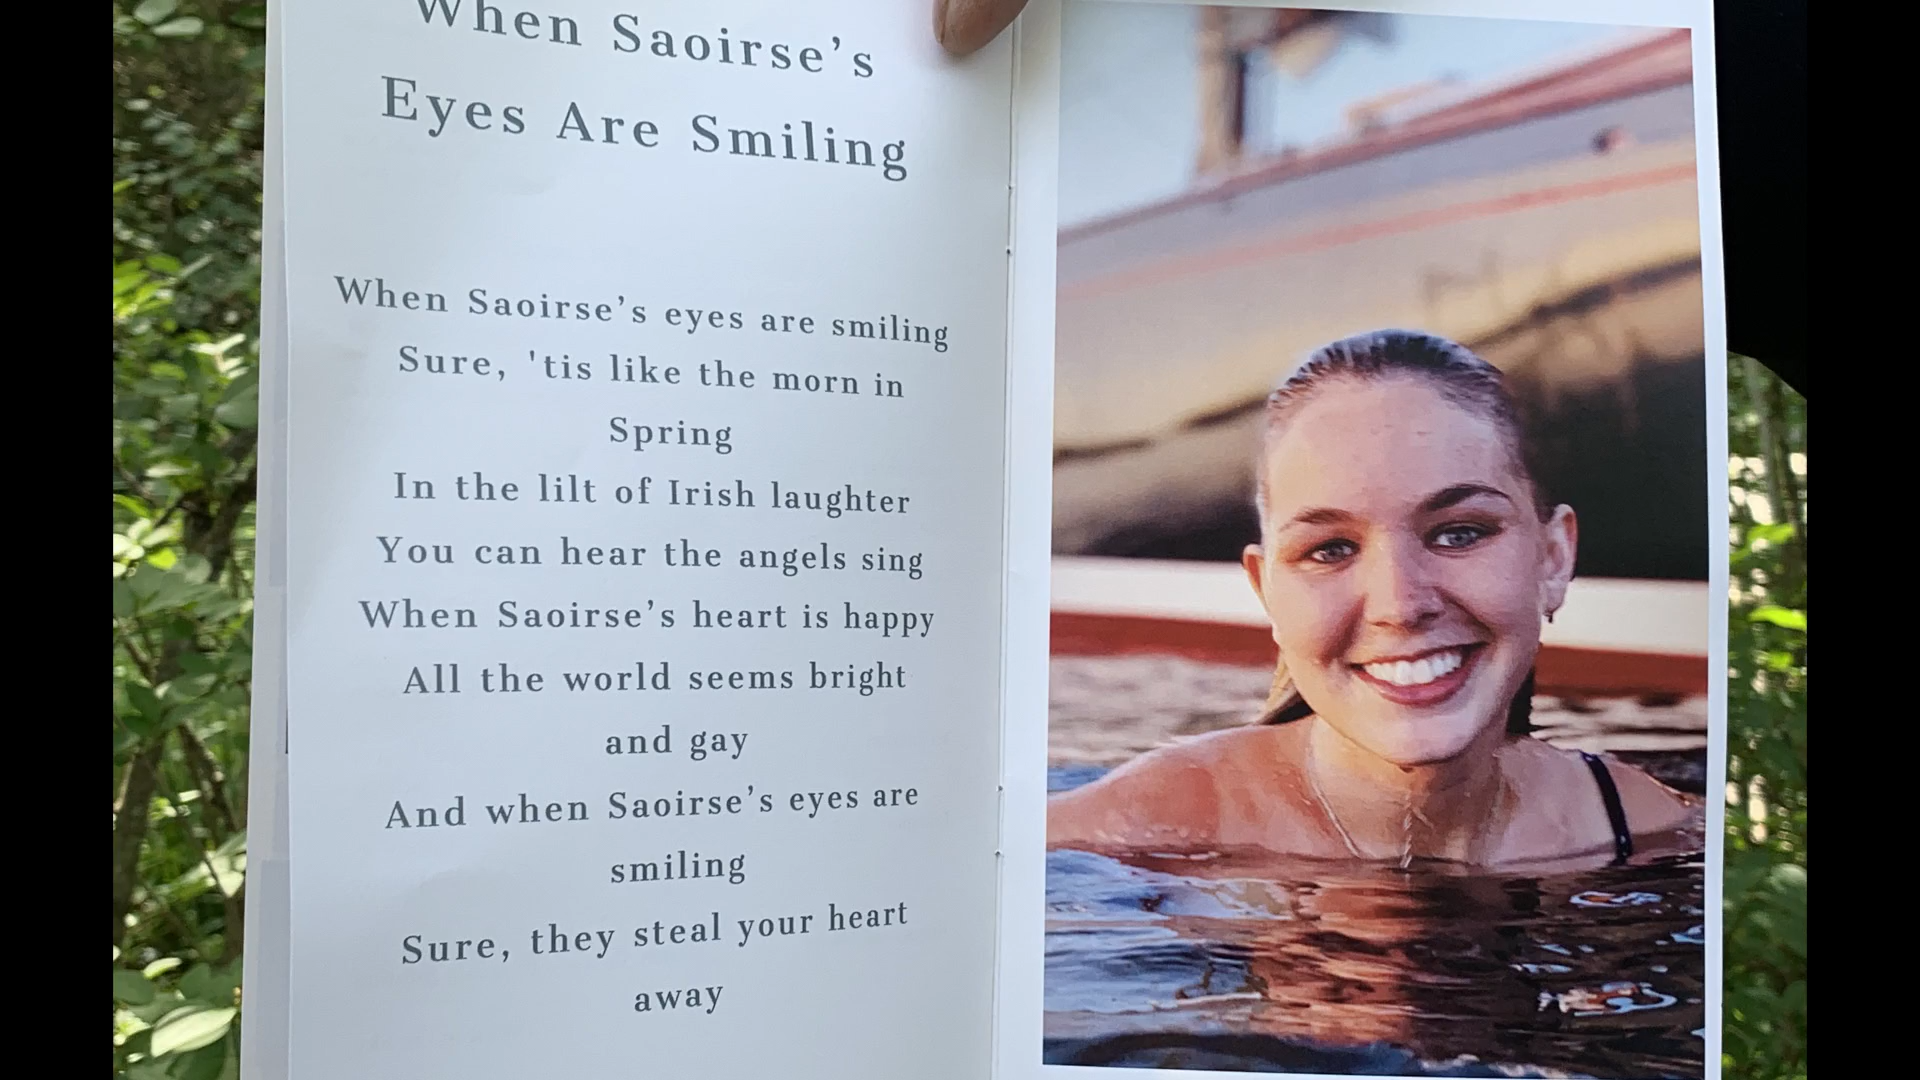 When Saoirse’s
Eyes Are Smiling
When Saoirse’s eyes are smiling
Sure, 'tis like the morn in
Spring
In the lilt of Irish laughter
You can hear the angels sing
When Saoirse’s heart is happy
All the world seems bright
and gay
And when Saoirse’s eyes are
smiling
Sure, they steal your heart
away